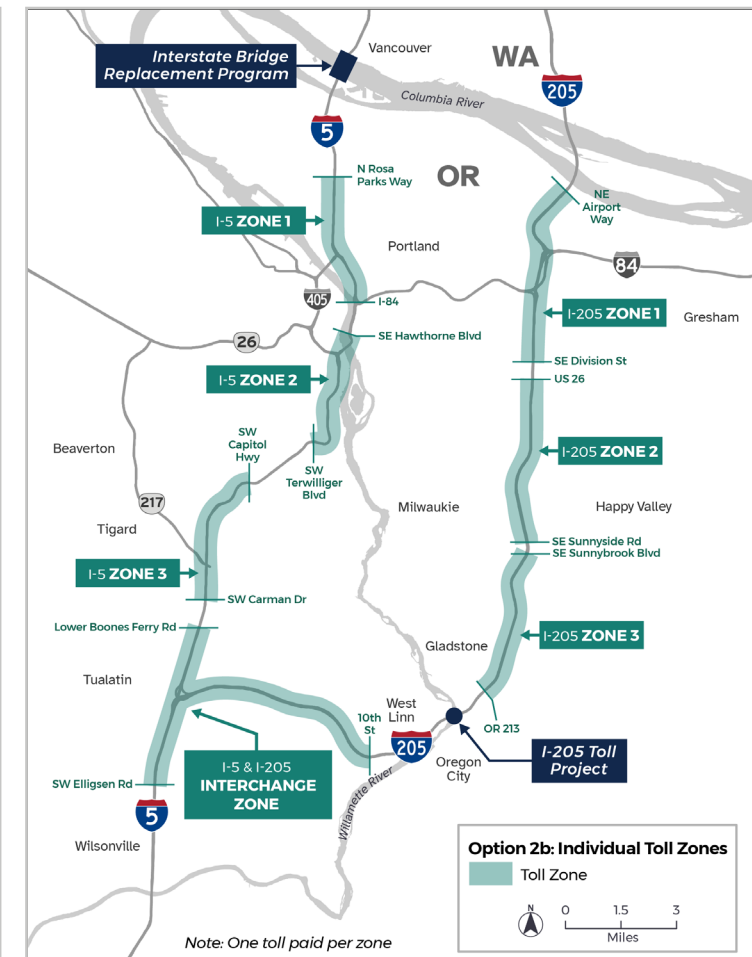 Interstate Bridge
Replacement Program
Vancouver
WA
205
Columbia River
5
N Rosa
Parks Way
OR
NE
Airport
Way
I-5 ZONE 1
Portland
84
405
I-84
I-205 ZONE 1
Gresham
26
SE Hawthorne Blvd
SE Division St
US 26
I-5 ZONE 2
SW
Capitol
Hwy
Beaverton
I-205 ZONE 2
SW
Terwilliger
Blvd
217
Milwaukie
Happy Valley
Tigard
SE Sunnyside Rd
SE Sunnybrook Blvd
I-5 ZONE 3
SW Carman Dr
Lower Boones Ferry Rd
I-205 ZONE 3
Gladstone
Tualatin
West
Linn
10th
St
OR 213
205
I-205 Toll
Project
Oregon
City
I-5 & I-205
INTERCHANGE
ZONE
SW Elligsen Rd
Willamette River
5
Wilsonville
Option 2b: Individual Toll Zones
Toll Zone
N
0 1.5 3
Miles
Note: One toll paid per zone